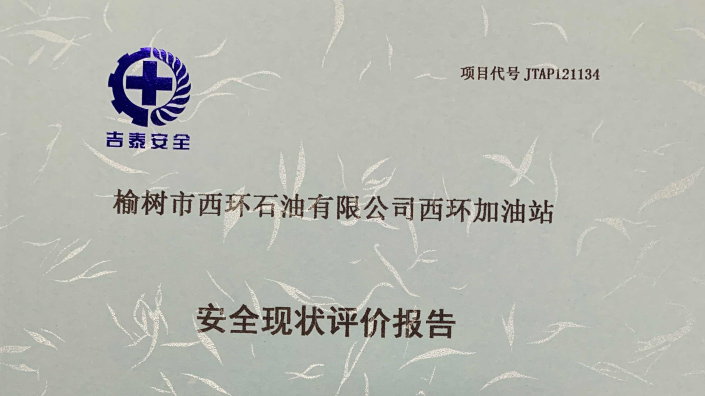 项目代号 JTAP121134
吉泰安全
榆树市西环石油有限公司西环加油站
安全现状评价报告